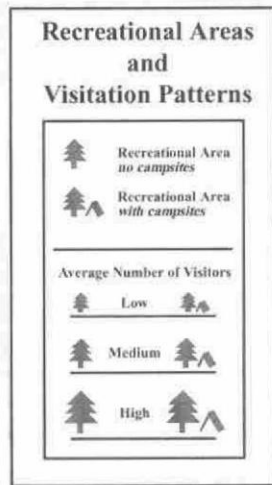 Recreational Areas
and
Visitation Patterns
Recreational Area
no campsites
Recreational Area
with campsites
Average Number of Visitors
Low
Medium
High